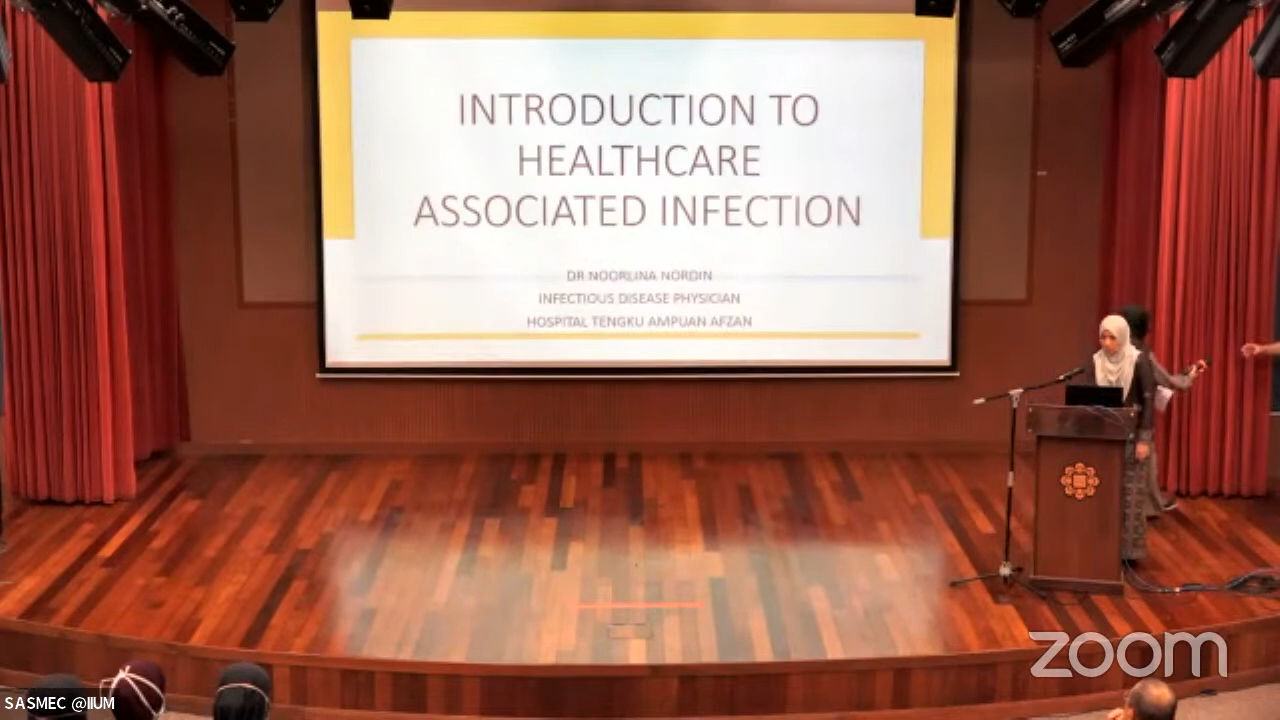 INTRODUCTION TO
HEALTHCARE
ASSOCIATED INFECTION
DR NOORLINA NORDIN
INFECTIOUS DISEASE PHYSICIAN
HOSPITAL TENGKU AMPUAN AFZAN
zoom
SASMEC @IIUM